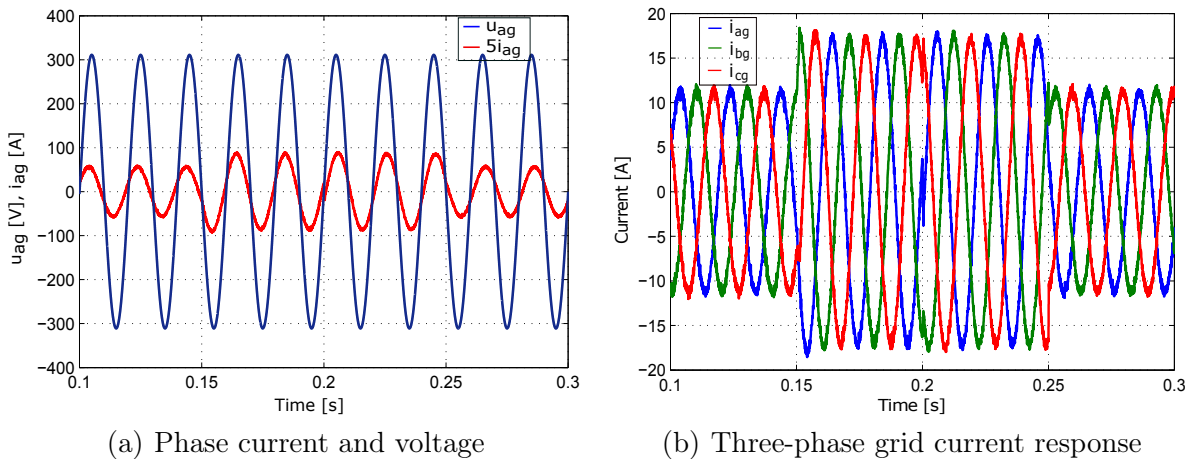 u_ag
5i_ag
u_ag [V], i_ag [A]
400
300
200
100
0
−100
−200
−300
−400
0.1
0.15
0.2
0.25
0.3
Time [s]
(a) Phase current and voltage
i_ag
i_bg
i_cg
Current [A]
20
15
10
5
0
−5
−10
−15
−20
0.1
0.15
0.2
0.25
0.3
Time [s]
(b) Three-phase grid current response